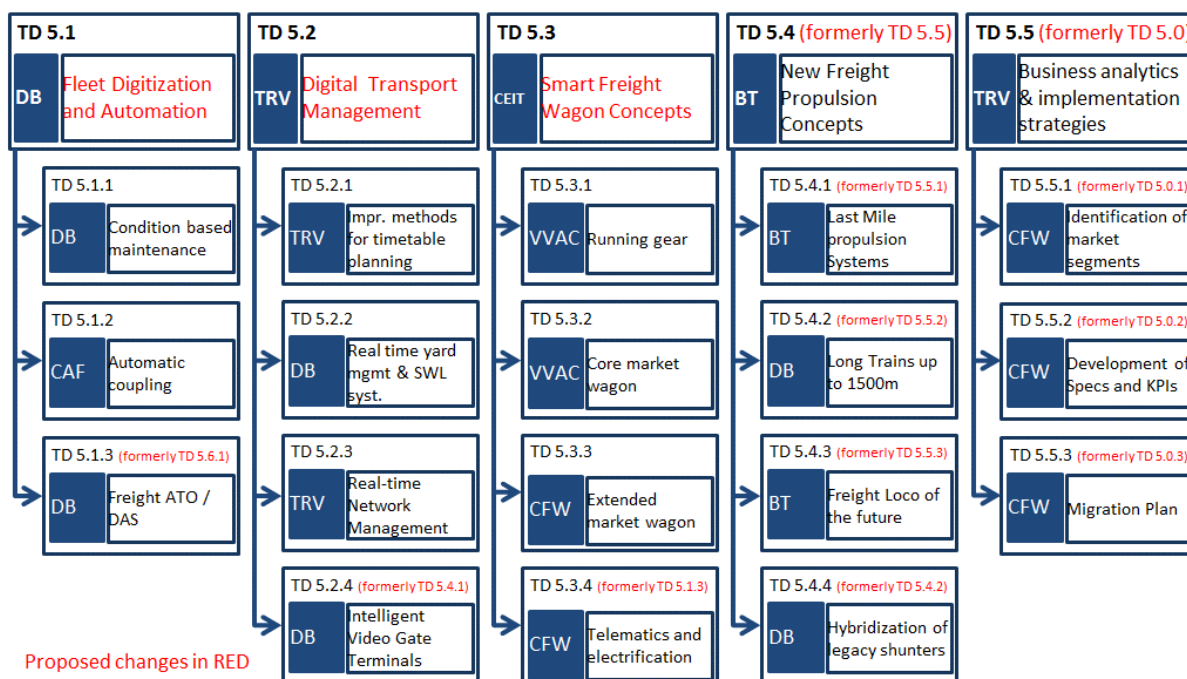 TD 5.1
DB
Fleet Digitization
and Automation
TD 5.1.1
DB
Condition based
maintenance
TD 5.1.2
CAF
Automatic
coupling
TD 5.1.3 (formerly TD 5.6.1)
DB
Freight ATO /
DAS
TD 5.2
TRV
Digital Transport
Management
TD 5.2.1
TRV
Impr. methods
for timetable
planning
TD 5.2.2
DB
Real time yard
mgmt & SWL
syst.
TD 5.2.3
TRV
Real-time
Network
Management
TD 5.2.4 (formerly TD 5.4.1)
DB
Intelligent
Video Gate
Terminals
TD 5.3
CEIT
Smart Freight
Wagon Concepts
TD 5.3.1
VVAC
Running gear
TD 5.3.2
VVAC
Core market
wagon
TD 5.3.3
CFW
Extended
market wagon
TD 5.3.4 (formerly TD 5.1.3)
CFW
Telematics and
electrification
TD 5.4 (formerly TD 5.5)
BT
New Freight
Propulsion
Concepts
TD 5.4.1 (formerly TD 5.5.1)
BT
Last Mile
propulsion
Systems
TD 5.4.2 (formerly TD 5.5.2)
DB
Long Trains up
to 1500m
TD 5.4.3 (formerly TD 5.5.3)
BT
Freight Loco of
the future
TD 5.4.4 (formerly TD 5.4.2)
DB
Hybridization of
legacy shunters
TD 5.5 (formerly TD 5.0)
TRV
Business analytics
& implementation
strategies
TD 5.5.1 (formerly TD 5.0.1)
CFW
Identification of
market
segments
TD 5.5.2 (formerly TD 5.0.2)
CFW
Development of
Specs and KPIs
TD 5.5.3 (formerly TD 5.0.3)
CFW
Migration Plan
Proposed changes in RED